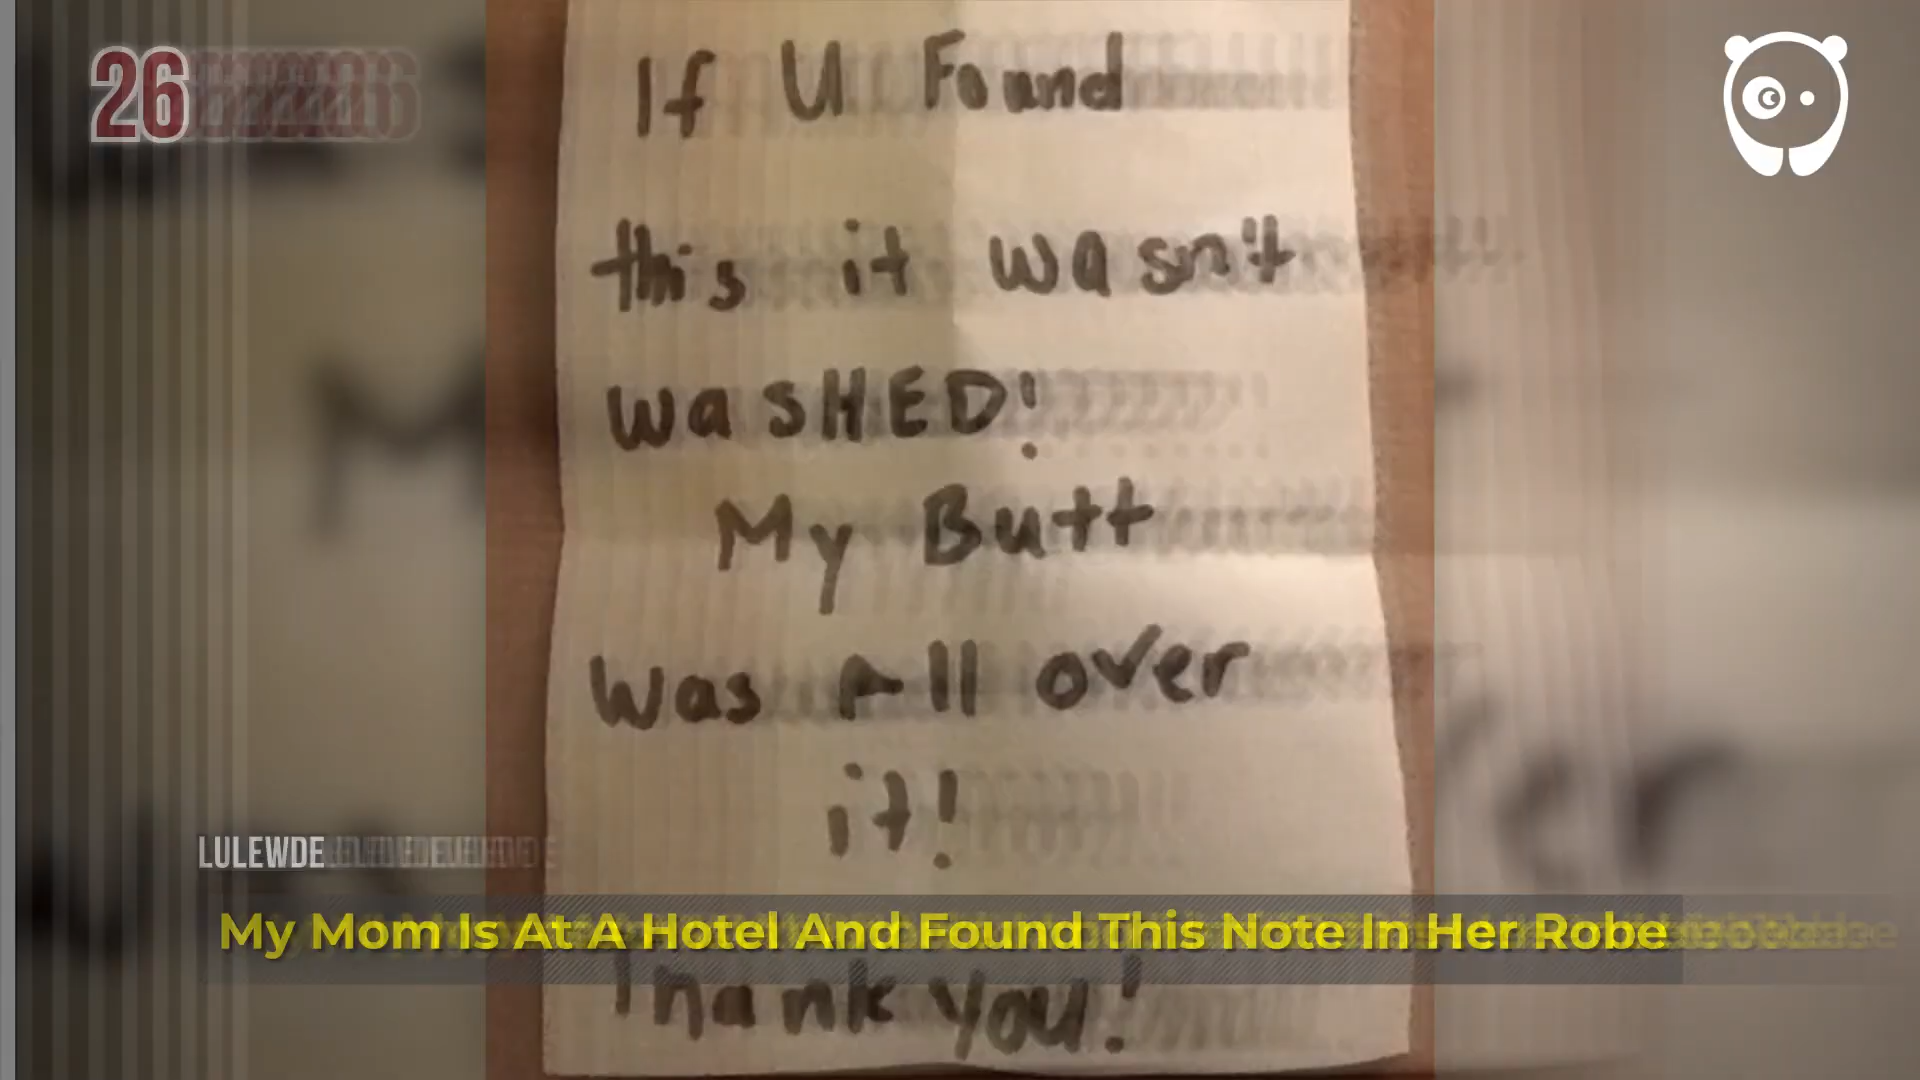 26
If U Found
this it wasn't
waSHED!
My Butt
was All over
it!
LULEWDE
My Mom Is At A Hotel And Found This Note In Her Robe
Thank you!